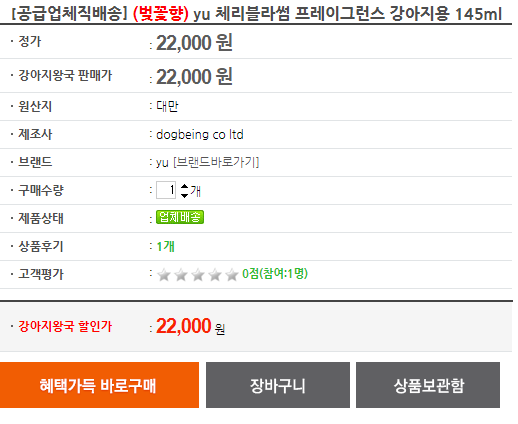 [공급업체직배송] (벚꽃향) yu 체리블라썸 프레이그런스 강아지용 145ml
· 정가 : 22,000 원
· 강아지왕국 판매가 : 22,000 원
· 원산지 : 대만
· 제조사 : dogbeing co ltd
· 브랜드 : yu [브랜드바로가기]
· 구매수량 : 1 개
· 제품상태 : 업체배송
· 상품후기 : 1개
· 고객평가 : 0점(참여:1명)
· 강아지왕국 할인가 : 22,000 원
혜택가득 바로구매 장바구니 상품보관함